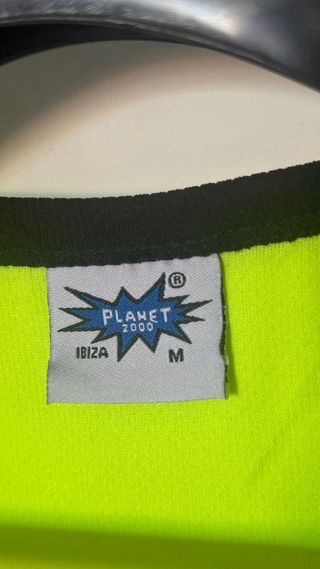 ®
PLANET
2000
IBIZA M